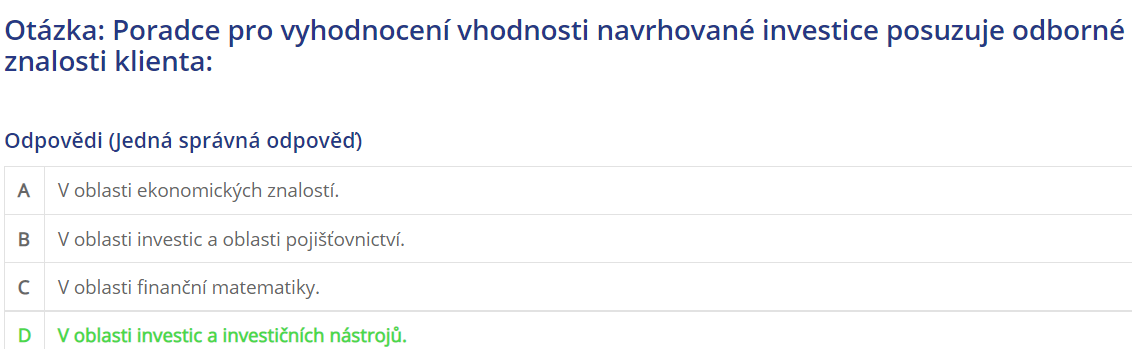 Otázka: Poradce pro vyhodnocení vhodnosti navrhované investice posuzuje odborné
znalosti klienta:
Odpovědi (Jedná správná odpověď)
A V oblasti ekonomických znalostí.
B V oblasti investic a oblasti pojišťovnictví.
C V oblasti finanční matematiky.
D V oblasti investic a investičních nástrojů.